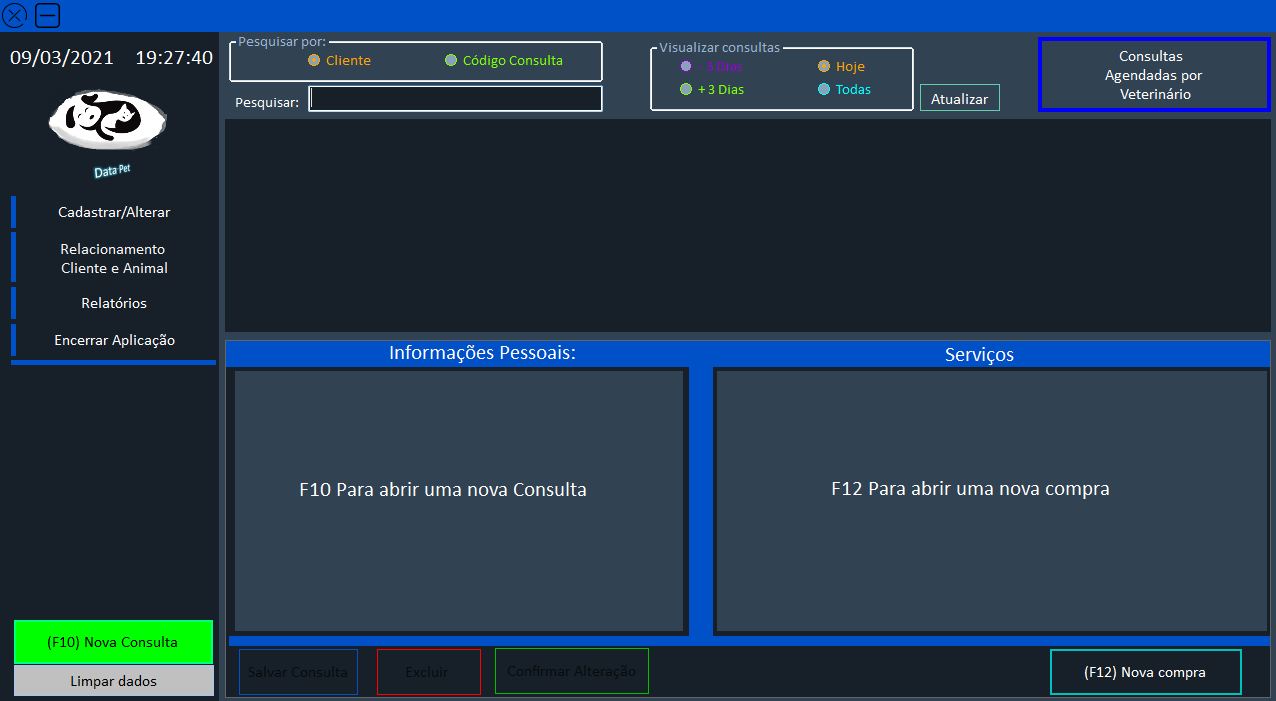 09/03/2021 19:27:40
Data Pet
Cadastrar/Alterar
Relacionamento
Cliente e Animal
Relatórios
Encerrar Aplicação
(F10) Nova Consulta
Limpar dados
Pesquisar por:
Cliente
Código Consulta
Pesquisar:
Visualizar consultas
- 3 Dias
Hoje
+ 3 Dias
Todas
Atualizar
Consultas
Agendadas por
Veterinário
Informações Pessoais:
Serviços
F10 Para abrir uma nova Consulta
F12 Para abrir uma nova compra
Salvar Consulta
Excluir
Confirmar Alteração
(F12) Nova compra